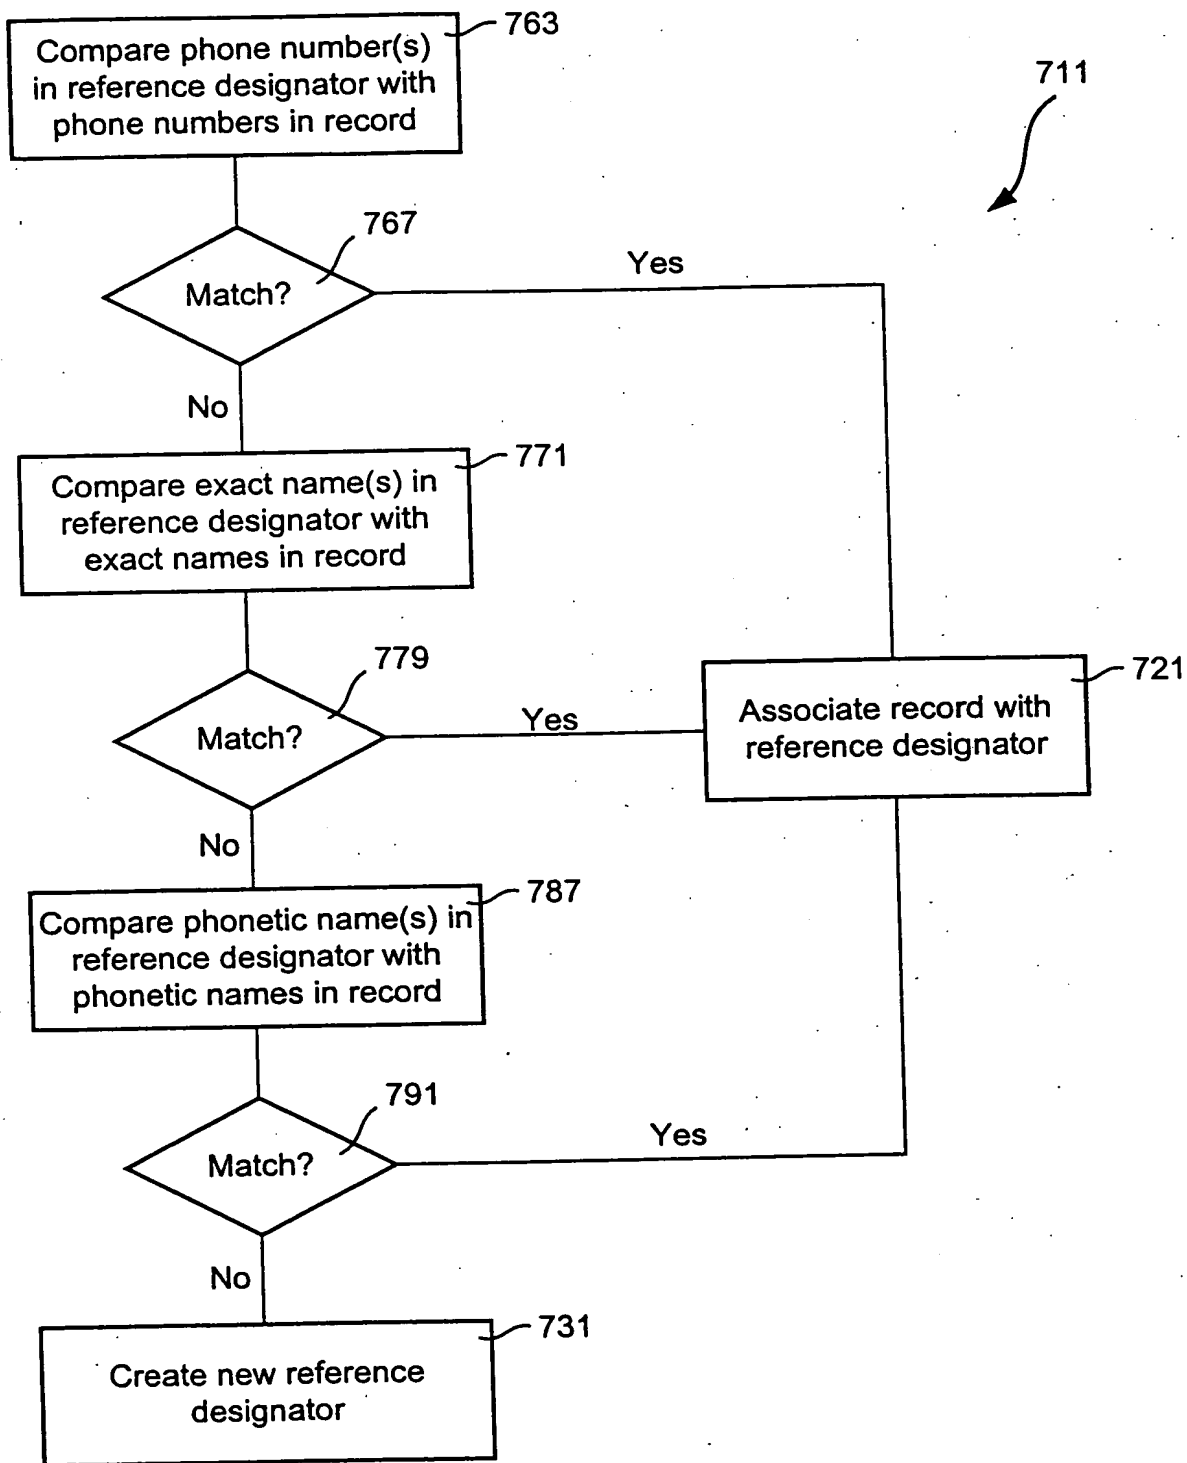 763
Compare phone number(s)
in reference designator with
phone numbers in record
711
767
Match?
Yes
No
771
Compare exact name(s) in
reference designator with
exact names in record
779
Match?
Yes
721
Associate record with
reference designator
No
787
Compare phonetic name(s) in
reference designator with
phonetic names in record
791
Match?
Yes
No
731
Create new reference
designator